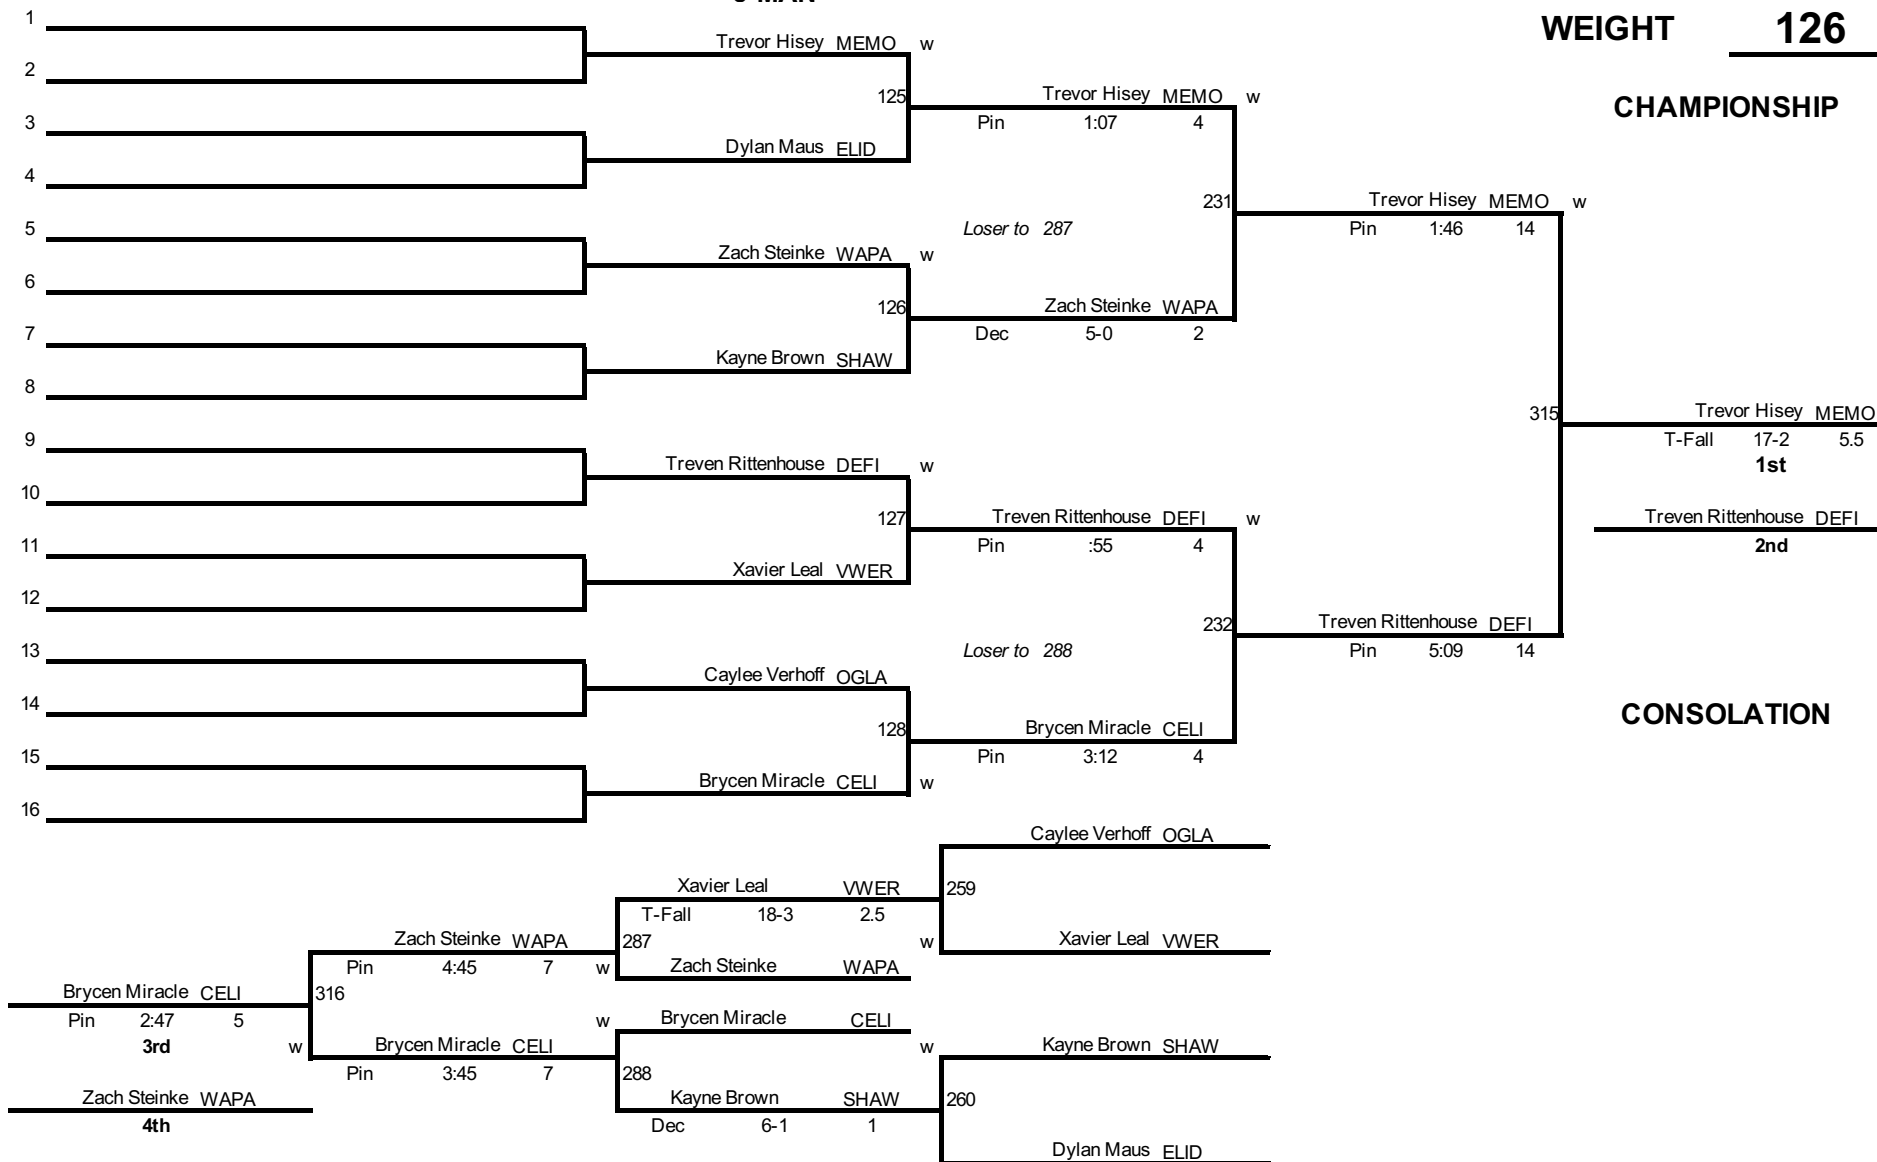 1
WEIGHT 126
Trevor Hisey MEMO w
2
125 Trevor Hisey MEMO w
CHAMPIONSHIP
3
Pin 1:07 4
Dylan Maus ELID
4
231 Trevor Hisey MEMO w
5
Loser to 287
Pin 1:46 14
Zach Steinke WAPA w
6
126 Zach Steinke WAPA
7
Dec 5-0 2
Kayne Brown SHAW
8
315 Trevor Hisey MEMO
9
T-Fall 17-2 5.5
Treven Rittenhouse DEFI w
1st
10
127 Treven Rittenhouse DEFI w
Treven Rittenhouse DEFI
11
Pin :55 4
2nd
Xavier Leal VWER
12
232 Treven Rittenhouse DEFI
13
Loser to 288
Pin 5:09 14
Caylee Verhoff OGLA
14
CONSOLATION
128 Brycen Miracle CELI
15
Pin 3:12 4
Brycen Miracle CELI w
16
Caylee Verhoff OGLA
Xavier Leal VWER 259
T-Fall 18-3 2.5
Zach Steinke WAPA 287 w Xavier Leal VWER
Pin 4:45 7 w Zach Steinke WAPA
Brycen Miracle CELI 316
Pin 2:47 5 w Brycen Miracle CELI
3rd w Brycen Miracle CELI w Kayne Brown SHAW
Pin 3:45 7 288
Zach Steinke WAPA Kayne Brown SHAW 260
4th Dec 6-1 1
Dylan Maus ELID